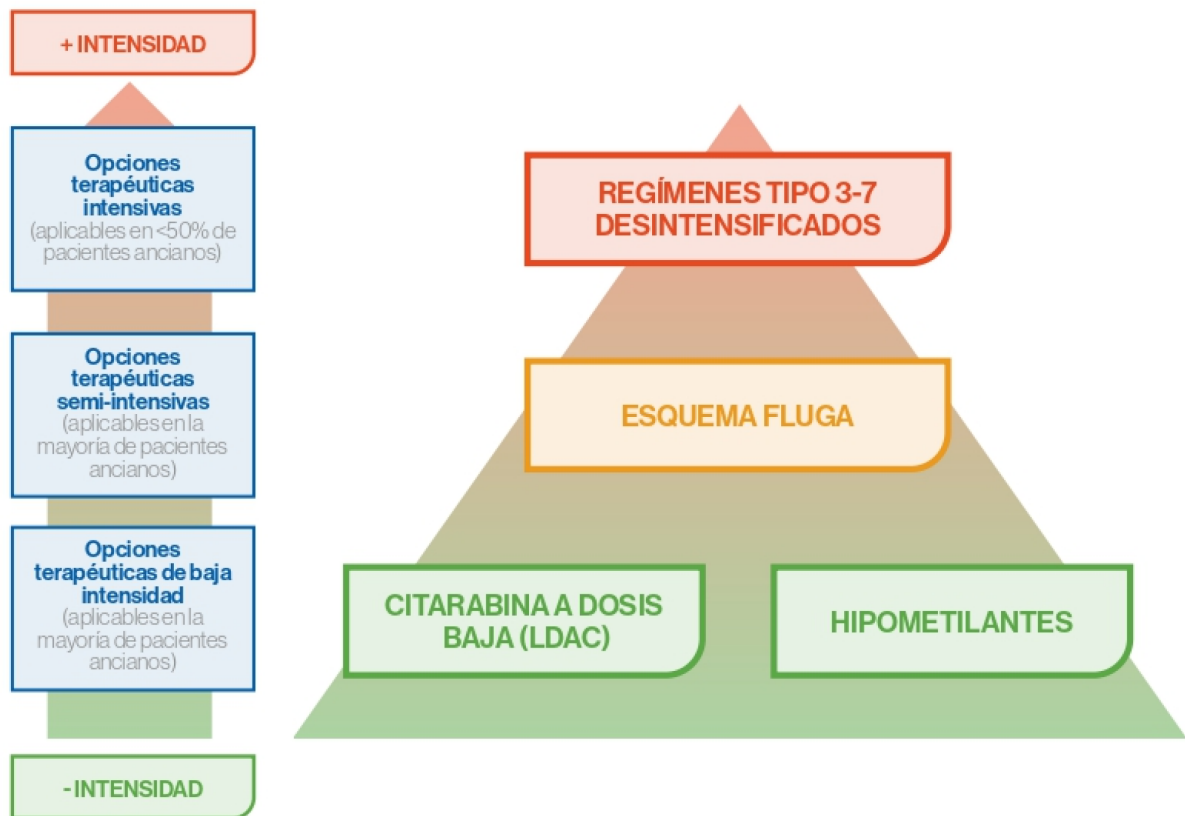 + INTENSIDAD
Opciones
terapéuticas
intensivas
(aplicables en <50% de
pacientes ancianos)
Opciones
terapéuticas
semi-intensivas
(aplicables en la
mayoría de pacientes
ancianos)
Opciones
terapéuticas de baja
intensidad
(aplicables en la
mayoría de pacientes
ancianos)
- INTENSIDAD
REGÍMENES TIPO 3-7
DESINTENSIFICADOS
ESQUEMA FLUGA
CITARABINA A DOSIS
BAJA (LDAC)
HIPOMETILANTES